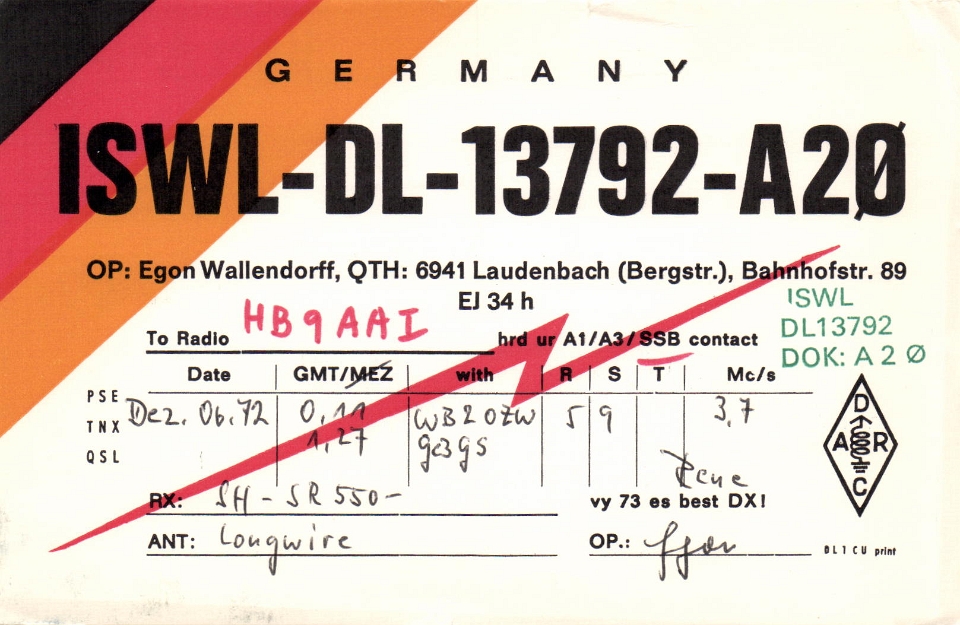 GERMANY
ISWL-DL-13792-A2Ø
OP: Egon Wallendorff, QTH: 6941 Laudenbach (Bergstr.), Bahnhofstr. 89
EJ 34 h
ISWL
DL13792
DOK: A 2 Ø
To Radio HB9AAI hrd ur A1/A3/SSB contact
Date GMT/MEZ with R S T Mc/s
PSE
TNX
QSL
Dez. 06.72 0,11 WB2OZW 5 9 3,7
1,27 gc3gs
RX: SH - SR 550 -
vy 73 es best DX!
ANT: Longwire
OP.: Egon
DARC
DL1CU print